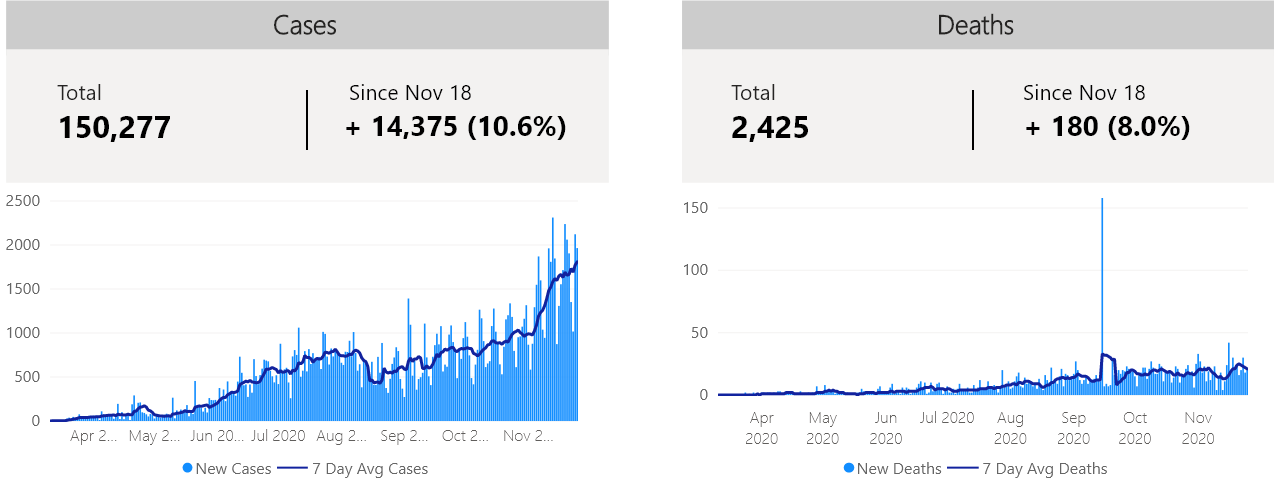 Cases
Total
Since Nov 18
150,277
+ 14,375 (10.6%)
2500
2000
1500
1000
500
0
Apr 2... May 2... Jun 20... Jul 2020 Aug 2... Sep 2... Oct 2... Nov 2...
New Cases 7 Day Avg Cases
Deaths
Total
Since Nov 18
2,425
+ 180 (8.0%)
150
100
50
0
Apr 2020
May 2020
Jun 2020
Jul 2020
Aug 2020
Sep 2020
Oct 2020
Nov 2020
New Deaths 7 Day Avg Deaths